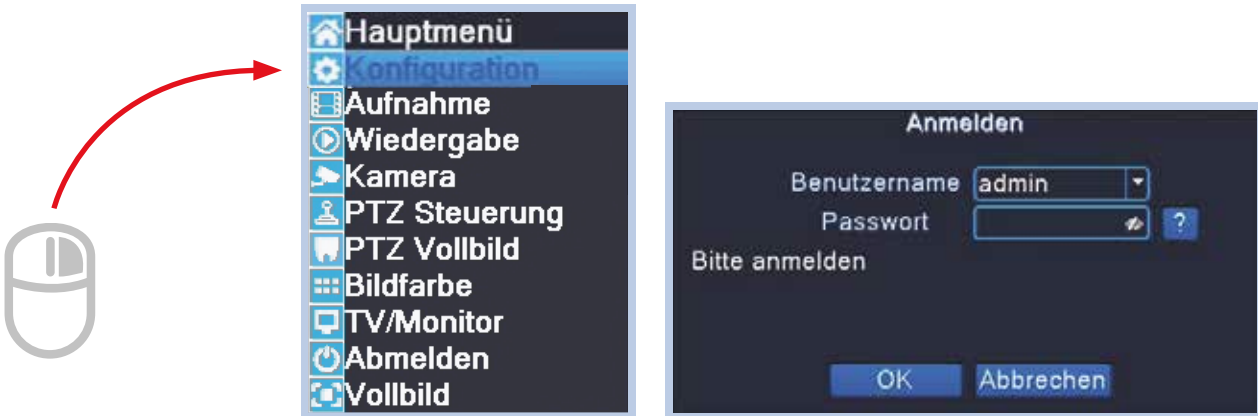 Hauptmenü
Konfiguration
Aufnahme
Wiedergabe
Kamera
PTZ Steuerung
PTZ Vollbild
Bildfarbe
TV/Monitor
Abmelden
Vollbild
Anmelden
Benutzername admin
Passwort ?
Bitte anmelden
OK Abbrechen